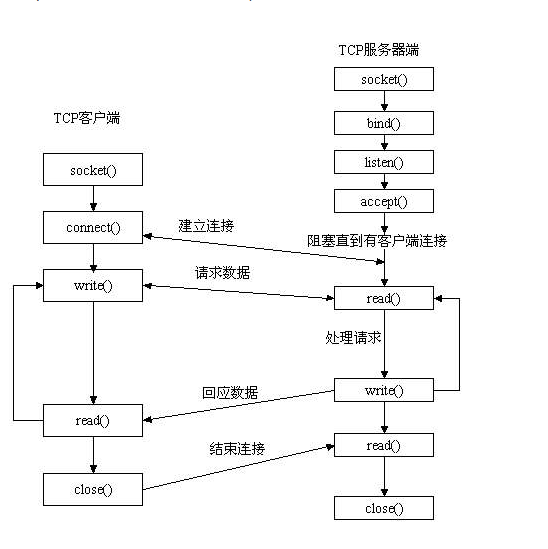 TCP服务器端
socket()
bind()
listen()
accept()
阻塞直到有客户端连接
read()
处理请求
write()
read()
close()
TCP客户端
socket()
connect()
write()
read()
close()
建立连接
请求数据
回应数据
结束连接